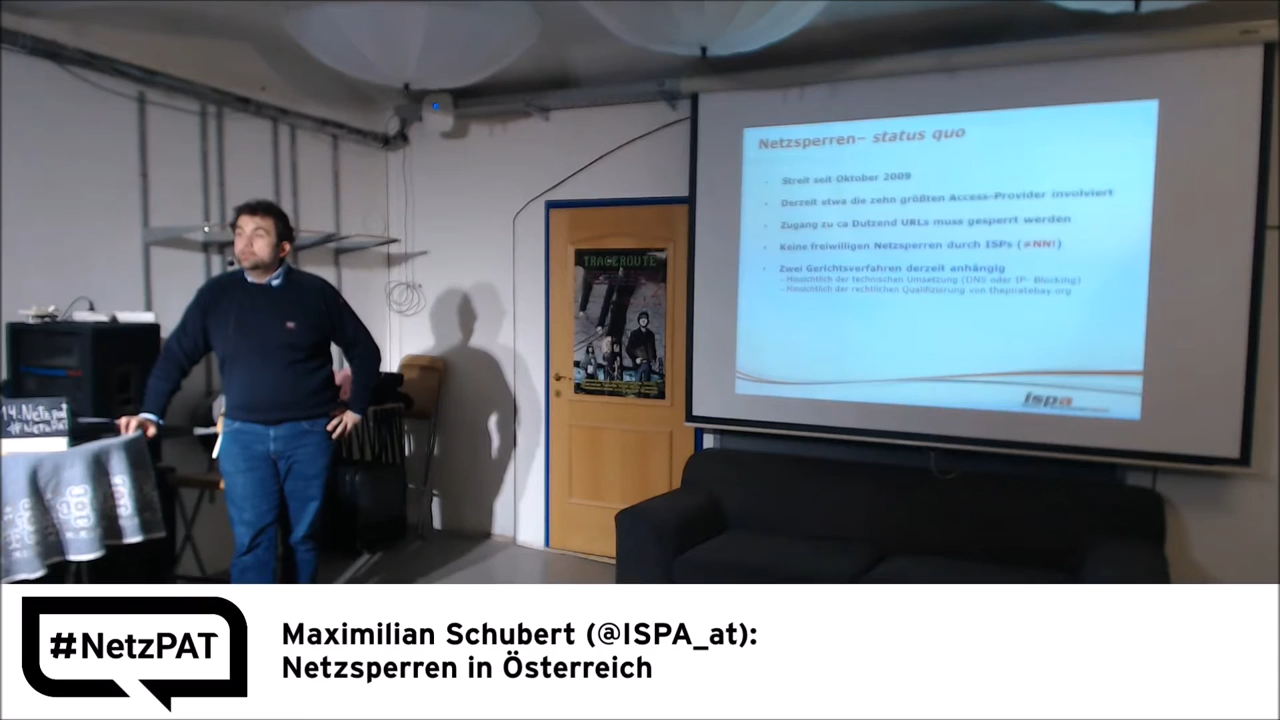 Netzsperren– status quo
Streit seit Oktober 2009
Derzeit etwa die zehn größten Access-Provider involviert
Zugang zu ca Dutzend URLs muss gesperrt werden
Keine freiwilligen Netzsperren durch ISPs (#NN!)
Zwei Gerichtsverfahren derzeit anhängig
- Hinsichtlich der technischen Umsetzung (DNS oder IP- Blocking)
- Hinsichtlich der rechtlichen Qualifizierung von thepiratebay.org
ispa
TRACEROUTE
14. Netzpat
#NetzPAT
#NetzPAT
Maximilian Schubert (@ISPA_at):
Netzsperren in Österreich